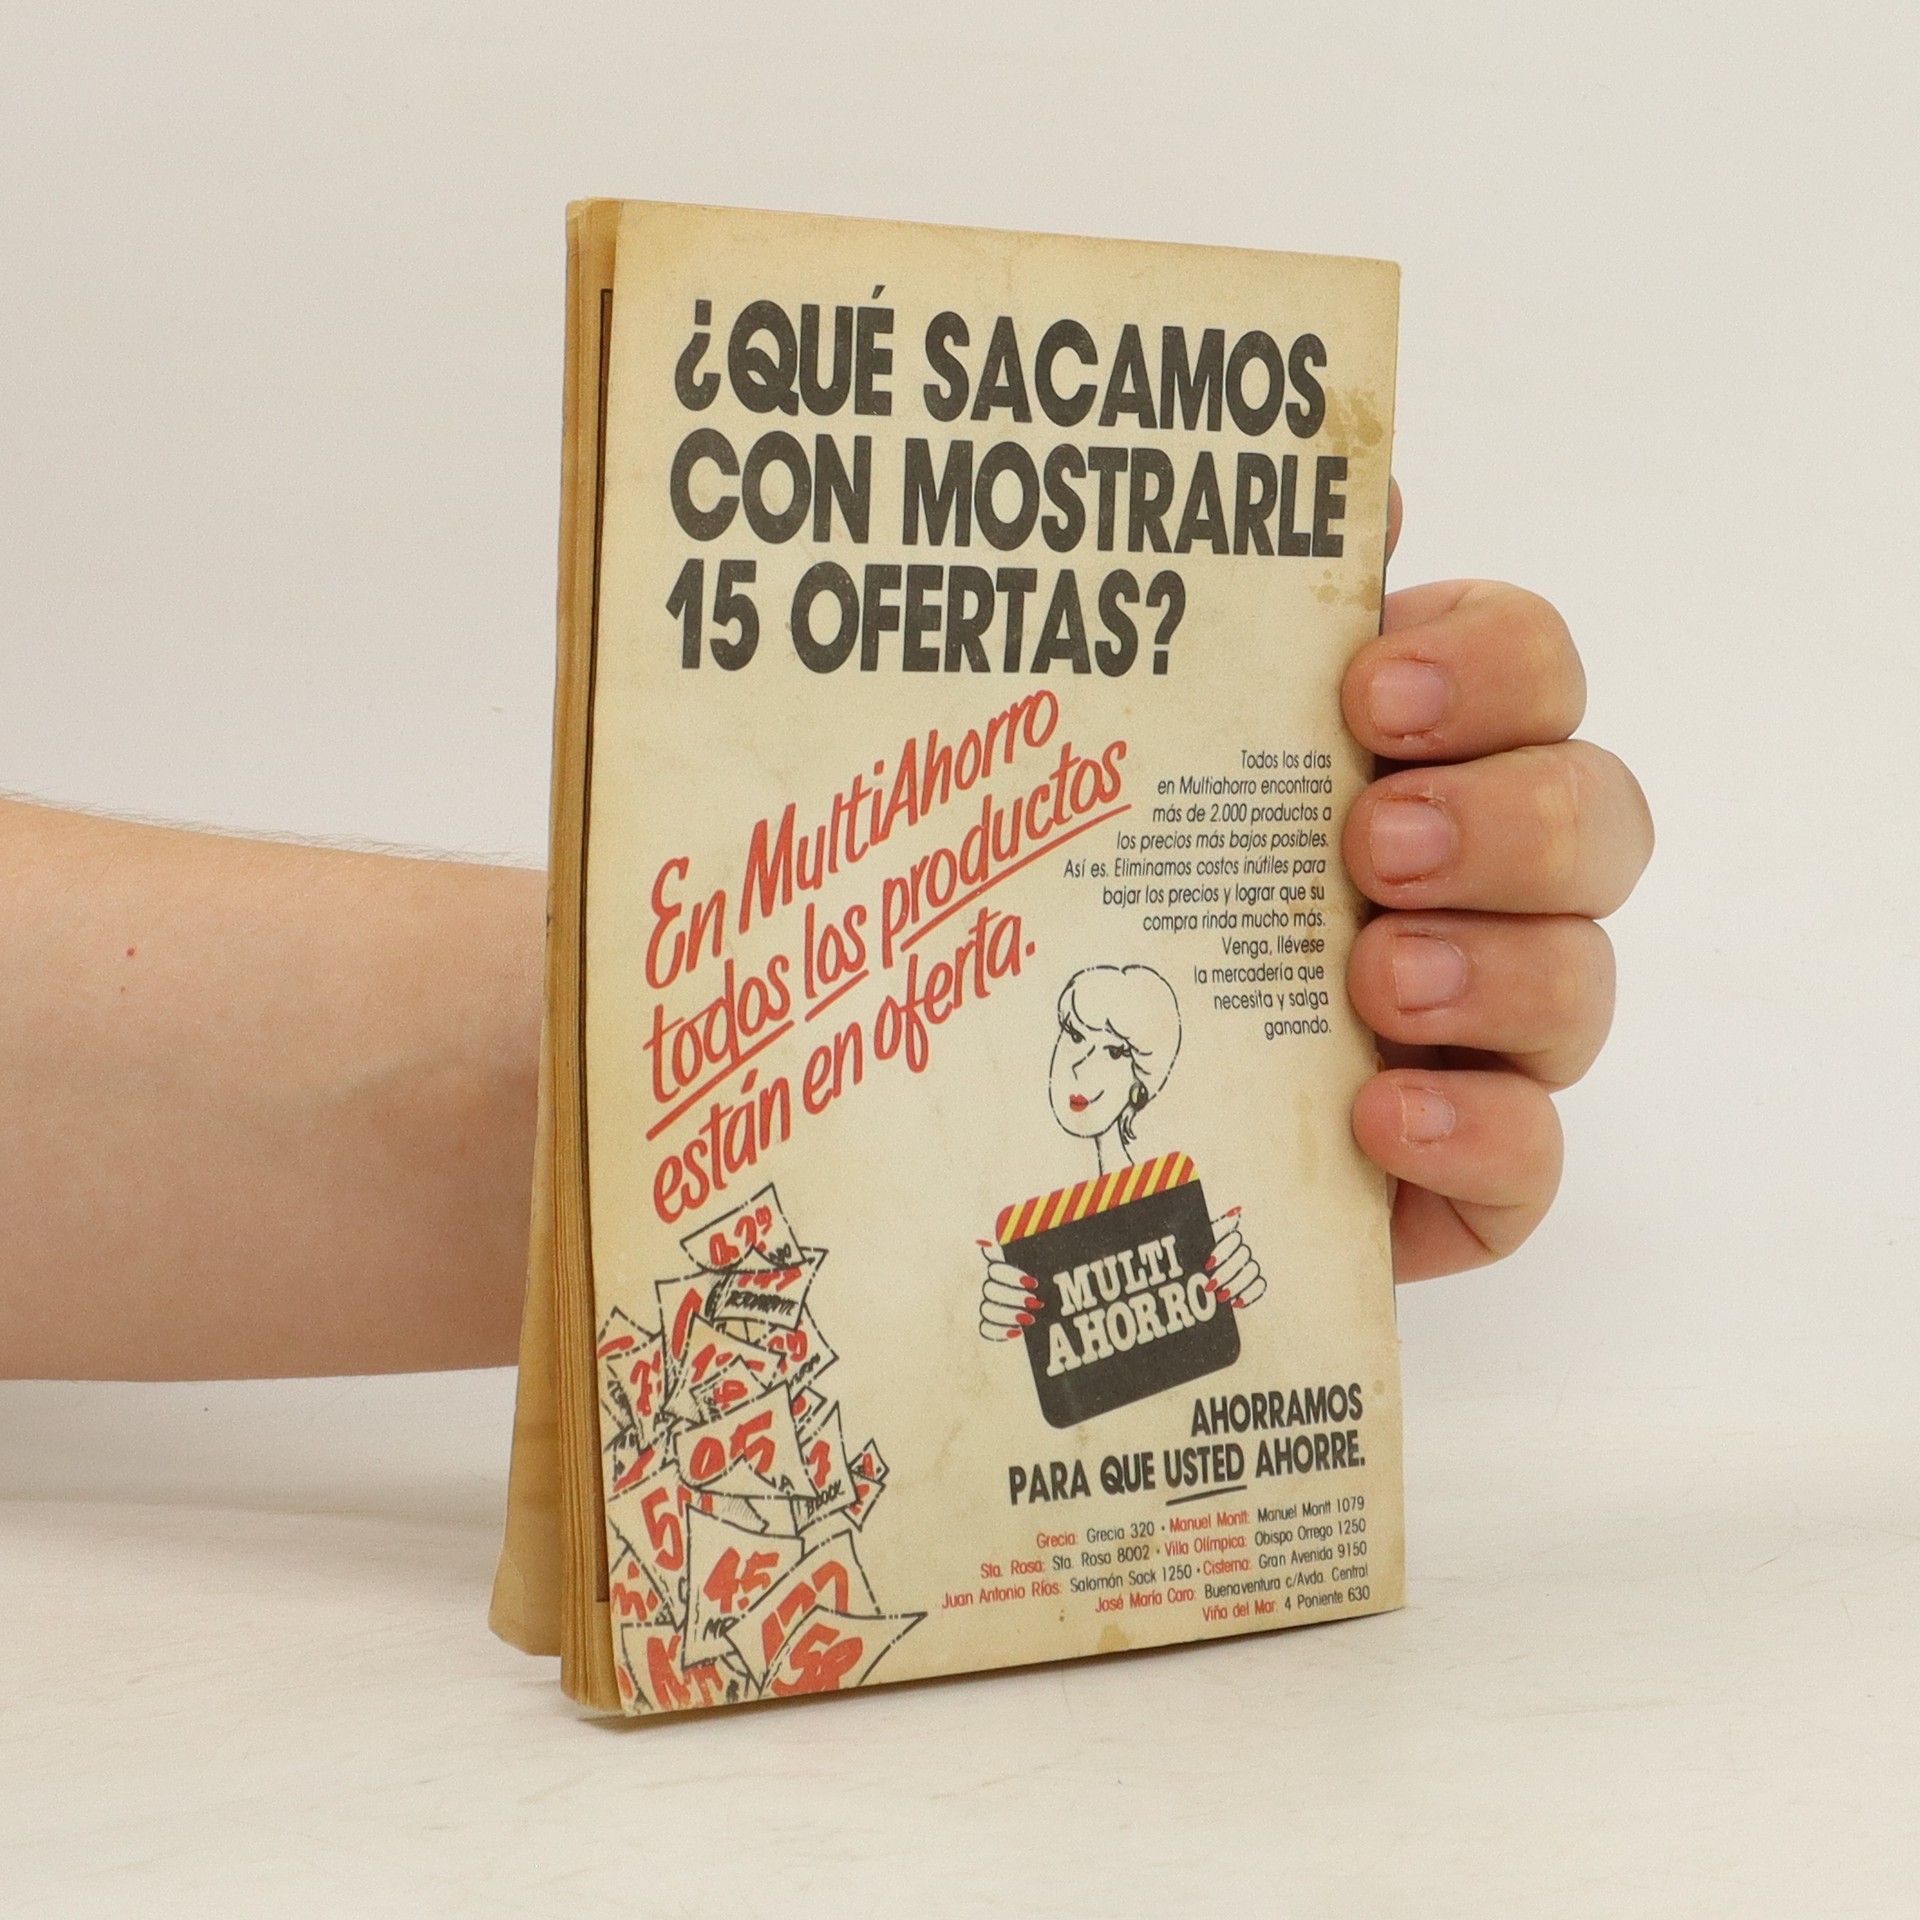 ¿QUÉ SACAMOS
CON MOSTRARLE
15 OFERTAS?
En MultiAhorro
todos los productos
están en oferta.
Todos los días
en Multiahorro encontrará
más de 2.000 productos a
los precios más bajos posibles.
Así es. Eliminamos costos inútiles para
bajar los precios y lograr que su
compra rinda mucho más.
Venga, llévese
la mercadería que
necesita y salga
ganando.
MULTI
AHORRO
95
BLOCK
45
AHORRAMOS
PARA QUE USTED AHORRE.
Grecia: Grecia 320 • Manuel Montt: Manuel Montt 1079
Sta. Rosa: Sta. Rosa 8002 • Villa Olímpica: Obispo Orrego 1250
Juan Antonio Ríos: Salomón Sack 1250 • Cisterna: Gran Avenida 9150
José María Caro: Buenaventura c/Avda. Central
Viña del Mar: 4 Poniente 630